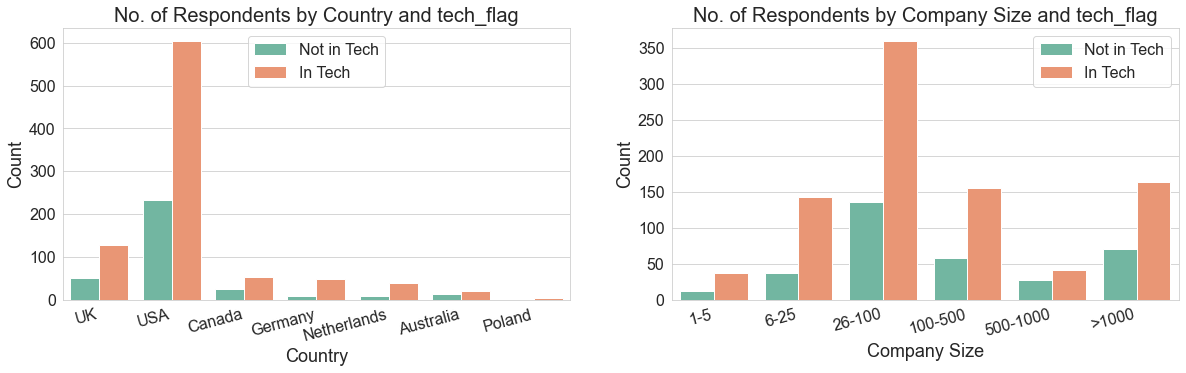 No. of Respondents by Country and tech_flag
Not in Tech
In Tech
600
500
400
300
200
100
0
Count
UK
USA
Canada
Germany
Netherlands
Australia
Poland
Country
No. of Respondents by Company Size and tech_flag
Not in Tech
In Tech
350
300
250
200
150
100
50
0
Count
1-5
6-25
26-100
100-500
500-1000
>1000
Company Size